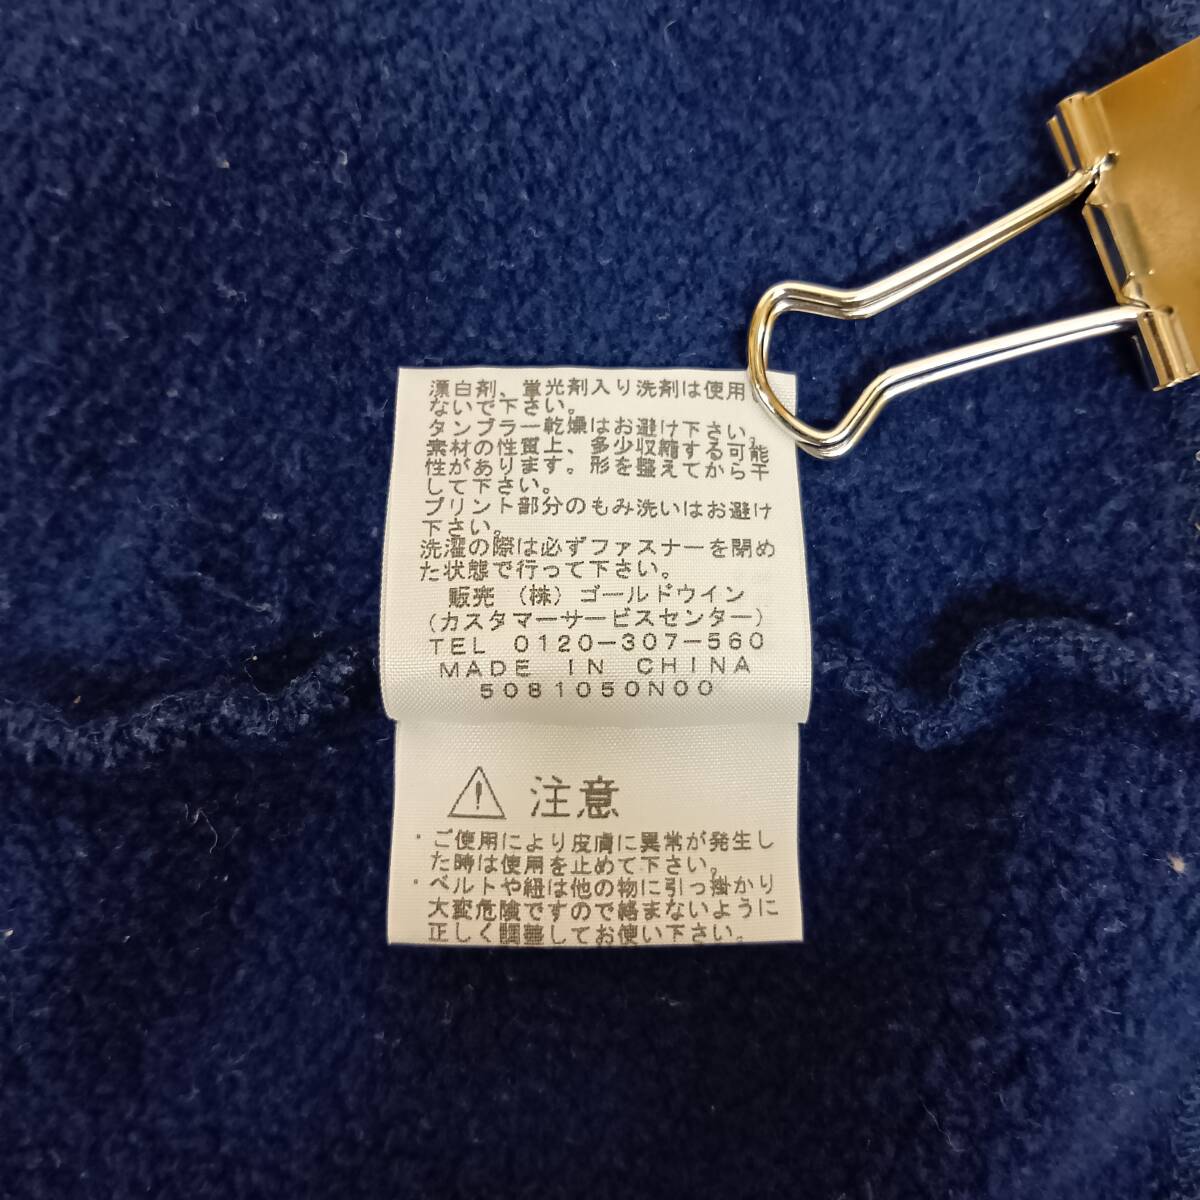 漂白剤、蛍光剤入り洗剤は使用
ないで下さい。
タンブラー乾燥はお避け下さい。
素材の性質上、多少収縮する可能
性があります。形を整えてから干
して下さい。
プリント部分のもみ洗いはお避け
下さい。
洗濯の際は必ずファスナーを閉め
た状態で行って下さい。
販売 (株) ゴールドウイン
(カスタマーサービスセンター)
TEL 0120-307-560
MADE IN CHINA
5081050N00
⚠ 注意
・ご使用により皮膚に異常が発生し
た時は使用を止めて下さい。
・ベルトや紐は他の物に引っ掛かり
大変危険ですので絡まないように
正しく調整してお使い下さい。